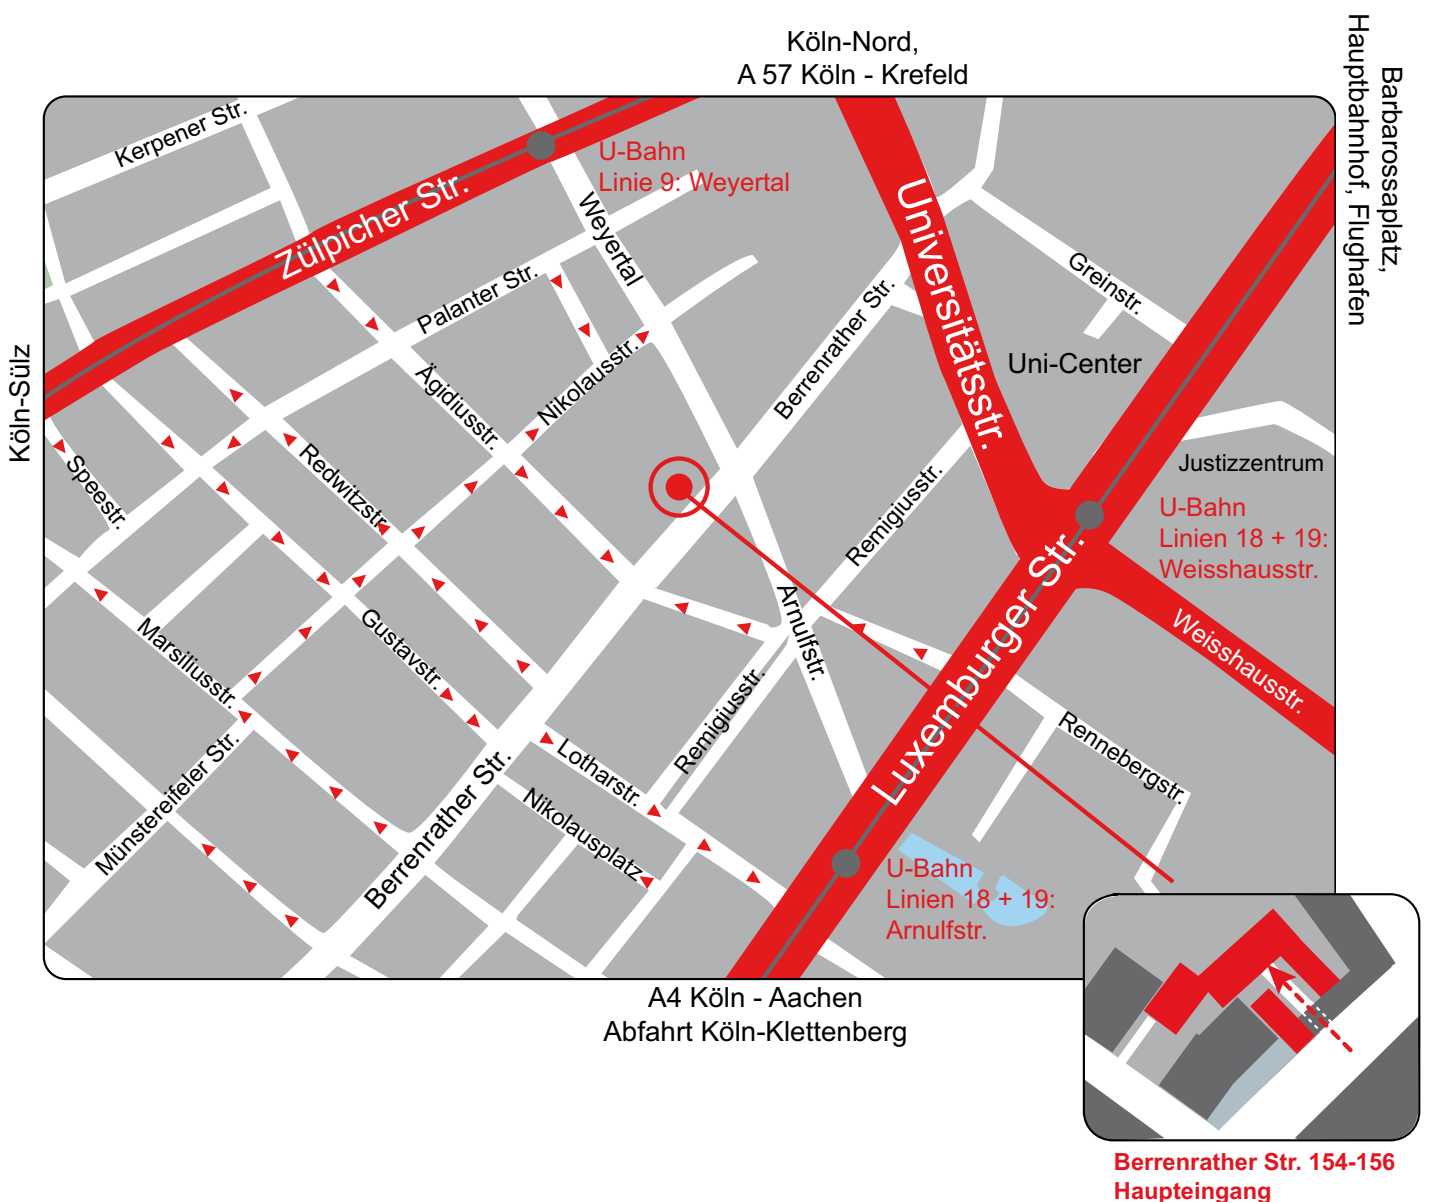 Köln-Nord,
A 57 Köln - Krefeld
Barbarossaplatz,
Hauptbahnhof, Flughafen
Köln-Sülz
Kerpener Str.
Zülpicher Str.
U-Bahn
Linie 9: Weyertal
Weyertal
Universitätsstr.
Greinstr.
Palanter Str.
Berrenrather Str.
Uni-Center
Nikolausstr.
Ägidiusstr.
Redwitzstr.
Speestr.
Remigiusstr.
Justizzentrum
U-Bahn
Linien 18 + 19:
Weisshausstr.
Luxemburger Str.
Weisshausstr.
Arnulfstr.
Marsiliusstr.
Gustavstr.
Remigiusstr.
Rennebergstr.
Münstereifeler Str.
Berrenrather Str.
Lotharstr.
Nikolausplatz
U-Bahn
Linien 18 + 19:
Arnulfstr.
A4 Köln - Aachen
Abfahrt Köln-Klettenberg
Berrenrather Str. 154-156
Haupteingang